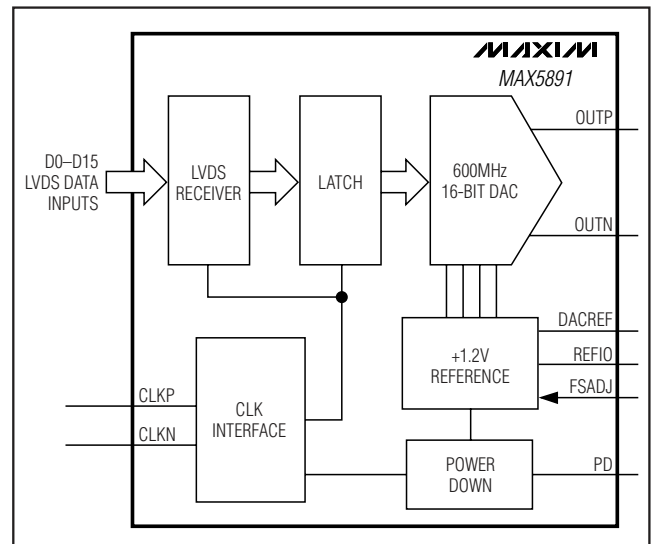 MAXIM
MAX5891
D0–D15
LVDS DATA
INPUTS
LVDS
RECEIVER
LATCH
600MHz
16-BIT DAC
OUTP
OUTN
+1.2V
REFERENCE
DACREF
REFIO
FSADJ
CLKP
CLKN
CLK
INTERFACE
POWER
DOWN
PD